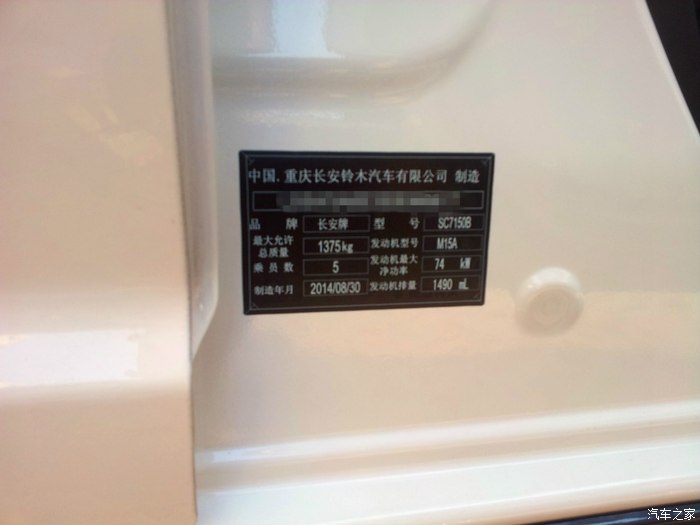 中国.重庆长安铃木汽车有限公司 制造
品牌 长安牌 型号 SC7150B
最大允许总质量 1375kg 发动机型号 M15A
乘员数 5 发动机最大净功率 74 kW
制造年月 2014/08/30 发动机排量 1490 mL
汽车之家